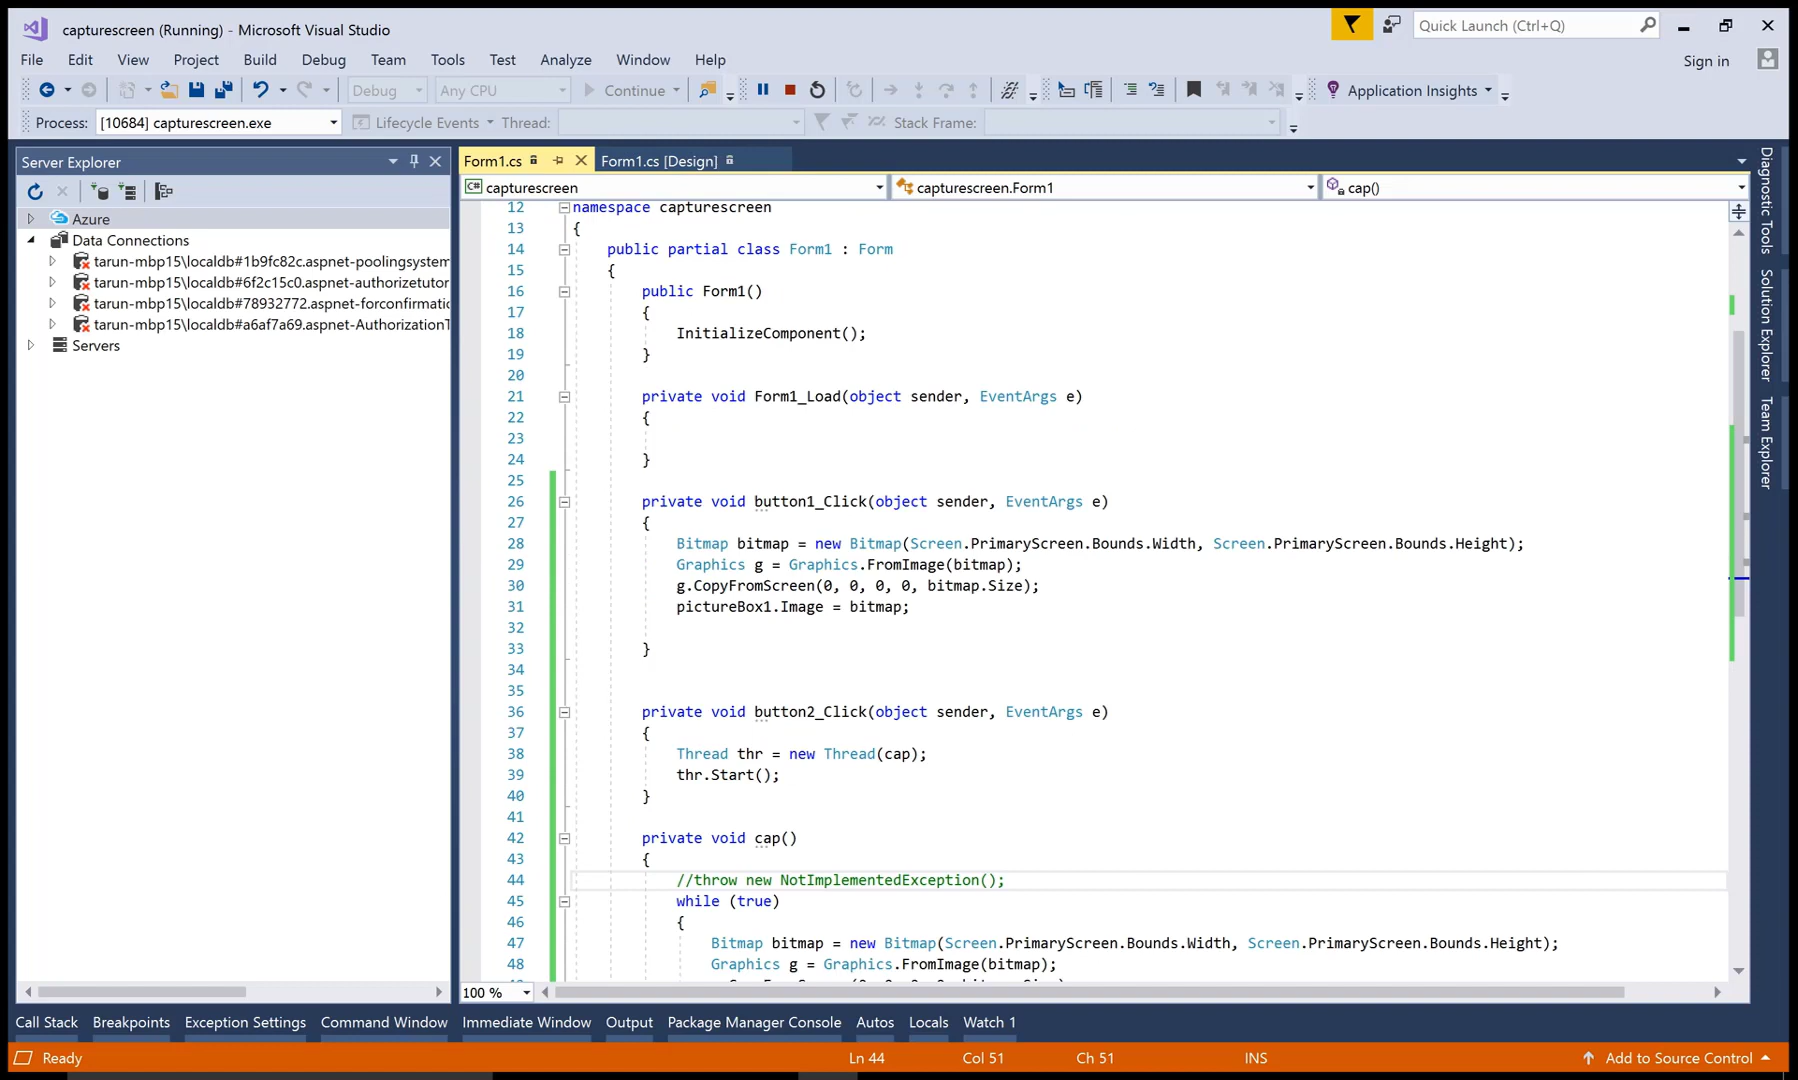 capturescreen (Running) - Microsoft Visual Studio
Quick Launch (Ctrl+Q)
File Edit View Project Build Debug Team Tools Test Analyze Window Help
Sign in
Debug Any CPU Continue Application Insights
Process: [10684] capturescreen.exe Lifecycle Events Thread: Stack Frame:
Server Explorer
Form1.cs Form1.cs [Design]
C# capturescreen capturescreen.Form1 cap()
Azure
Data Connections
tarun-mbp15\localdb#1b9fc82c.aspnet-poolingsystem
tarun-mbp15\localdb#6f2c15c0.aspnet-authorizetutor
tarun-mbp15\localdb#78932772.aspnet-forconfirmatic
tarun-mbp15\localdb#a6af7a69.aspnet-AuthorizationT
Servers
12 namespace capturescreen
13 {
14 public partial class Form1 : Form
15 {
16 public Form1()
17 {
18 InitializeComponent();
19 }
20
21 private void Form1_Load(object sender, EventArgs e)
22 {
23
24 }
25
26 private void button1_Click(object sender, EventArgs e)
27 {
28 Bitmap bitmap = new Bitmap(Screen.PrimaryScreen.Bounds.Width, Screen.PrimaryScreen.Bounds.Height);
29 Graphics g = Graphics.FromImage(bitmap);
30 g.CopyFromScreen(0, 0, 0, 0, bitmap.Size);
31 pictureBox1.Image = bitmap;
32
33 }
34
35
36 private void button2_Click(object sender, EventArgs e)
37 {
38 Thread thr = new Thread(cap);
39 thr.Start();
40 }
41
42 private void cap()
43 {
44 //throw new NotImplementedException();
45 while (true)
46 {
47 Bitmap bitmap = new Bitmap(Screen.PrimaryScreen.Bounds.Width, Screen.PrimaryScreen.Bounds.Height);
48 Graphics g = Graphics.FromImage(bitmap);
100 %
Diagnostic Tools
Solution Explorer
Team Explorer
Call Stack Breakpoints Exception Settings Command Window Immediate Window Output Package Manager Console Autos Locals Watch 1
Ready Ln 44 Col 51 Ch 51 INS Add to Source Control